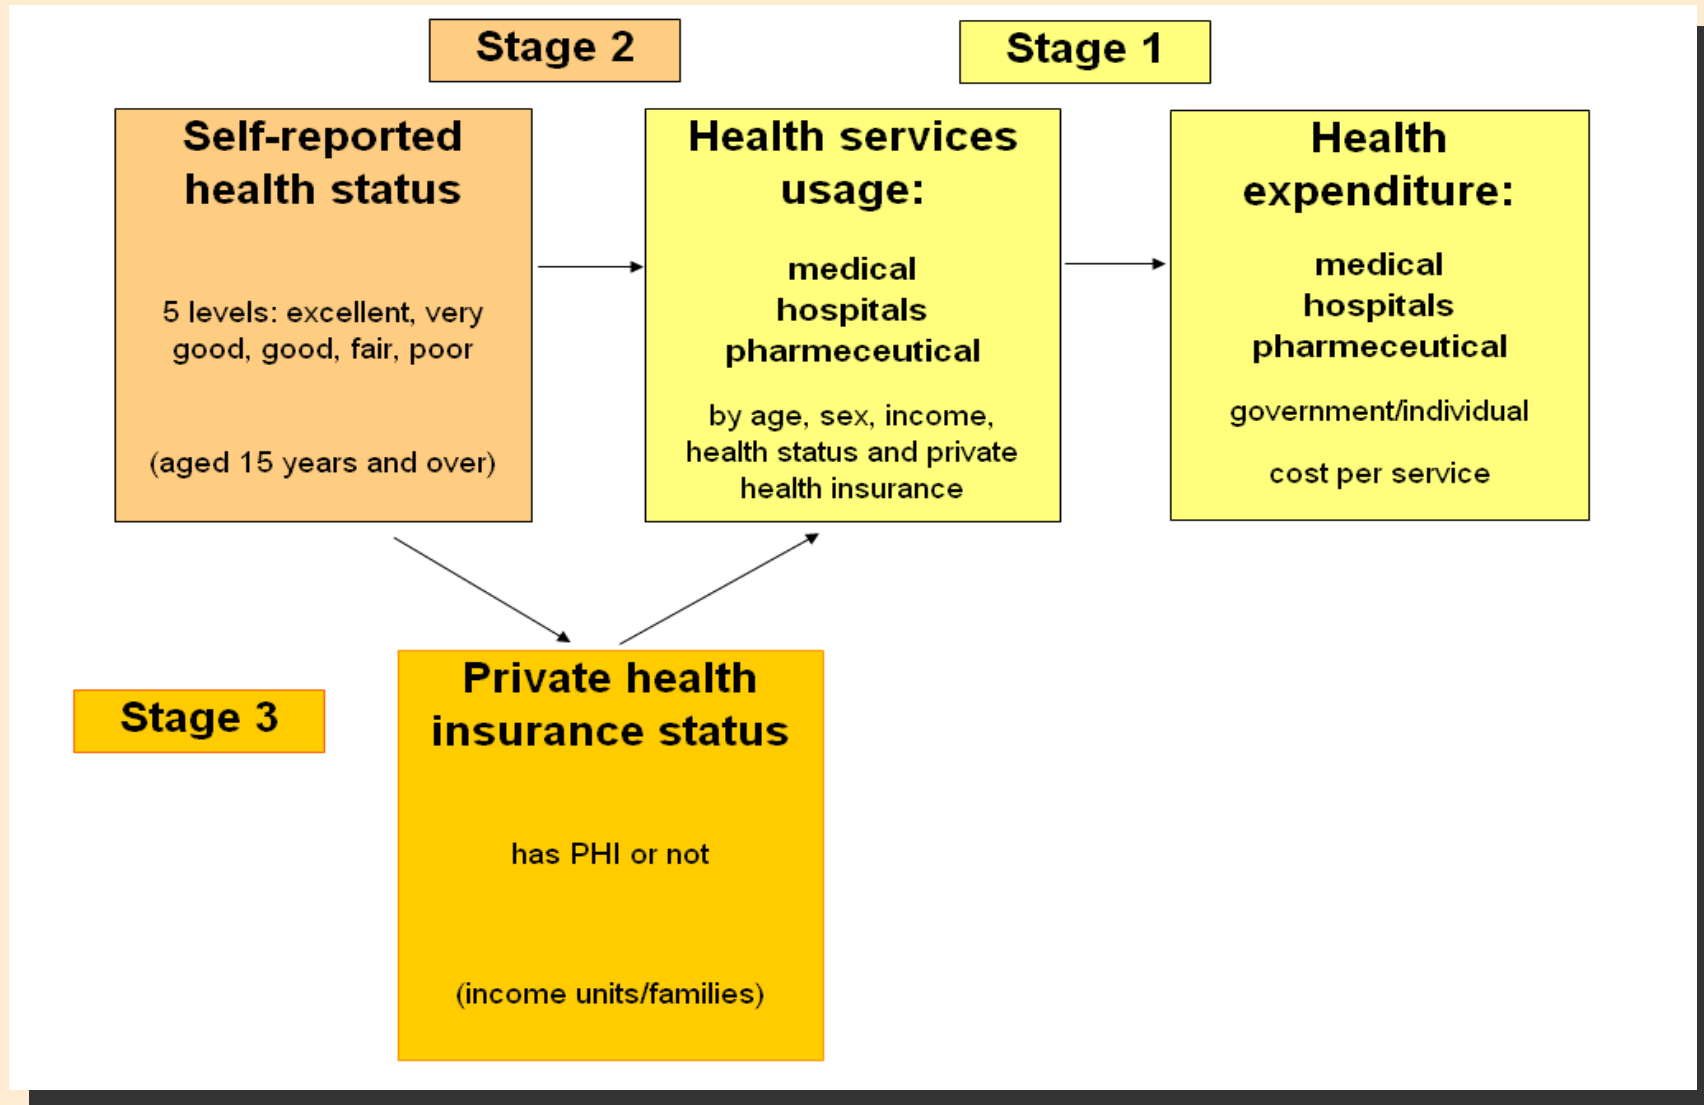 Stage 2
Stage 1
Self-reported
health status
5 levels: excellent, very
good, good, fair, poor
(aged 15 years and over)
Health services
usage:
medical
hospitals
pharmeceutical
by age, sex, income,
health status and private
health insurance
Health
expenditure:
medical
hospitals
pharmeceutical
government/individual
cost per service
Stage 3
Private health
insurance status
has PHI or not
(income units/families)